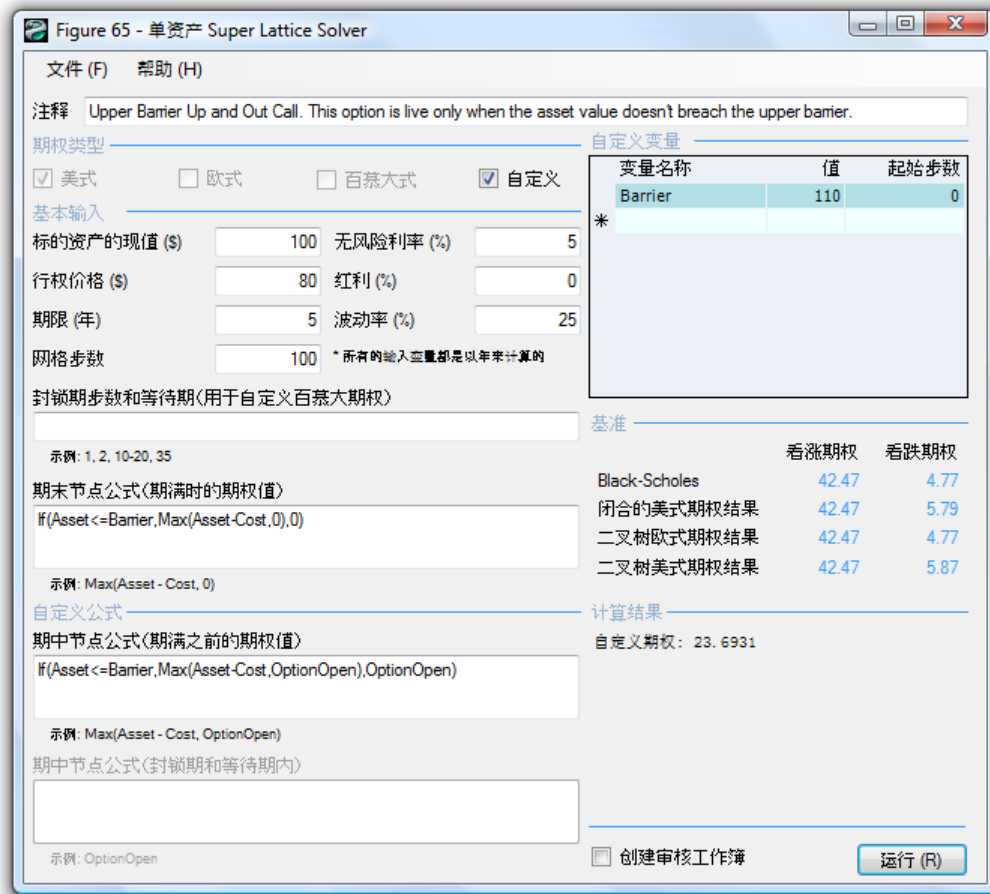 Figure 65 - 单资产 Super Lattice Solver
文件 (F) 帮助 (H)
注释 Upper Barrier Up and Out Call. This option is live only when the asset value doesn't breach the upper barrier.
期权类型
美式 欧式 百慕大式 自定义
基本输入
标的资产的现值 ($) 100 无风险利率 (%) 5
行权价格 ($) 80 红利 (%) 0
期限 (年) 5 波动率 (%) 25
网格步数 100 * 所有的输入变量都是以年来计算的
封锁期步数和等待期(用于自定义百慕大期权)
示例: 1, 2, 10-20, 35
期末节点公式(期满时的期权值)
If(Asset<=Barrier,Max(Asset-Cost,0),0)
示例: Max(Asset - Cost, 0)
自定义公式
期中节点公式(期满之前的期权值)
If(Asset<=Barrier,Max(Asset-Cost,OptionOpen),OptionOpen)
示例: Max(Asset - Cost, OptionOpen)
期中节点公式(封锁期和等待期内)
示例: OptionOpen
自定义变量
变量名称 值 起始步数
Barrier 110 0
*
基准
看涨期权 看跌期权
Black-Scholes 42.47 4.77
闭合的美式期权结果 42.47 5.79
二叉树欧式期权结果 42.47 4.77
二叉树美式期权结果 42.47 5.87
计算结果
自定义期权: 23.6931
创建审核工作簿 运行 (R)